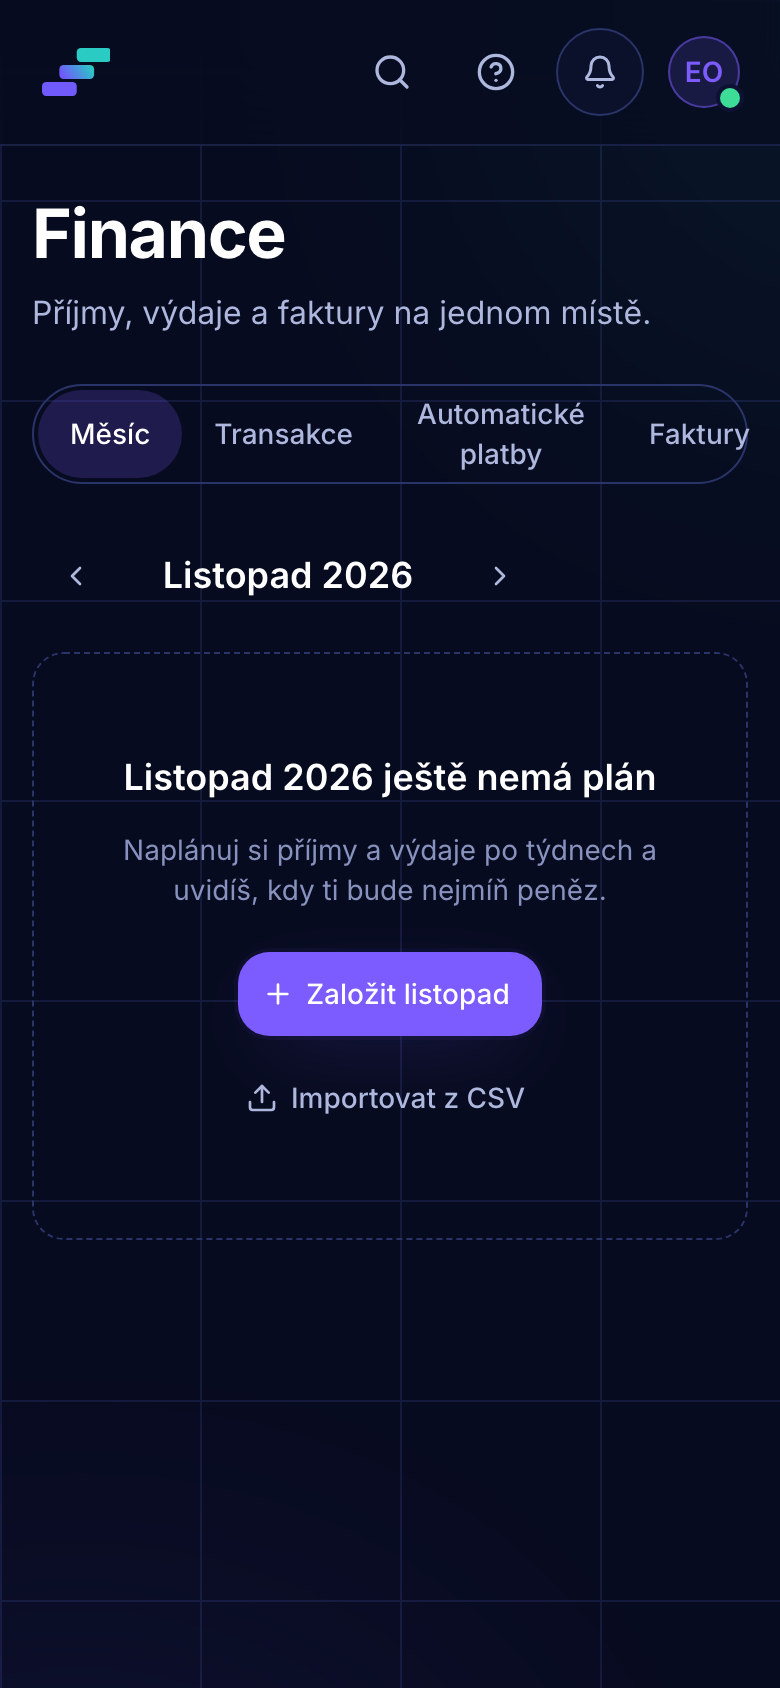 EO
Finance
Příjmy, výdaje a faktury na jednom místě.
Měsíc
Transakce
Automatické
platby
Faktury
Listopad 2026
Listopad 2026 ještě nemá plán
Naplánuj si příjmy a výdaje po týdnech a
uvidíš, kdy ti bude nejmíň peněz.
Založit listopad
Importovat z CSV